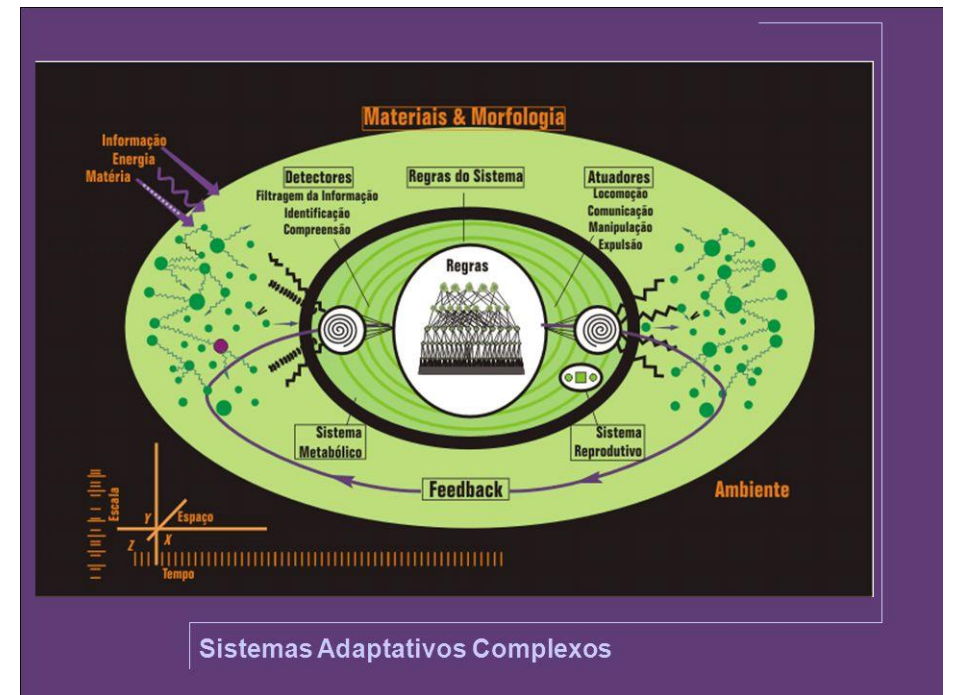 Materiais & Morfologia
Informação
Energia
Matéria
Detectores
Filtragem da Informação
Identificação
Compreensão
Regras do Sistema
Atuadores
Locomoção
Comunicação
Manipulação
Expulsão
Regras
Sistema
Metabólico
Sistema
Reprodutivo
Feedback
Ambiente
Escala
Y
Espaço
Z
X
Tempo
Sistemas Adaptativos Complexos